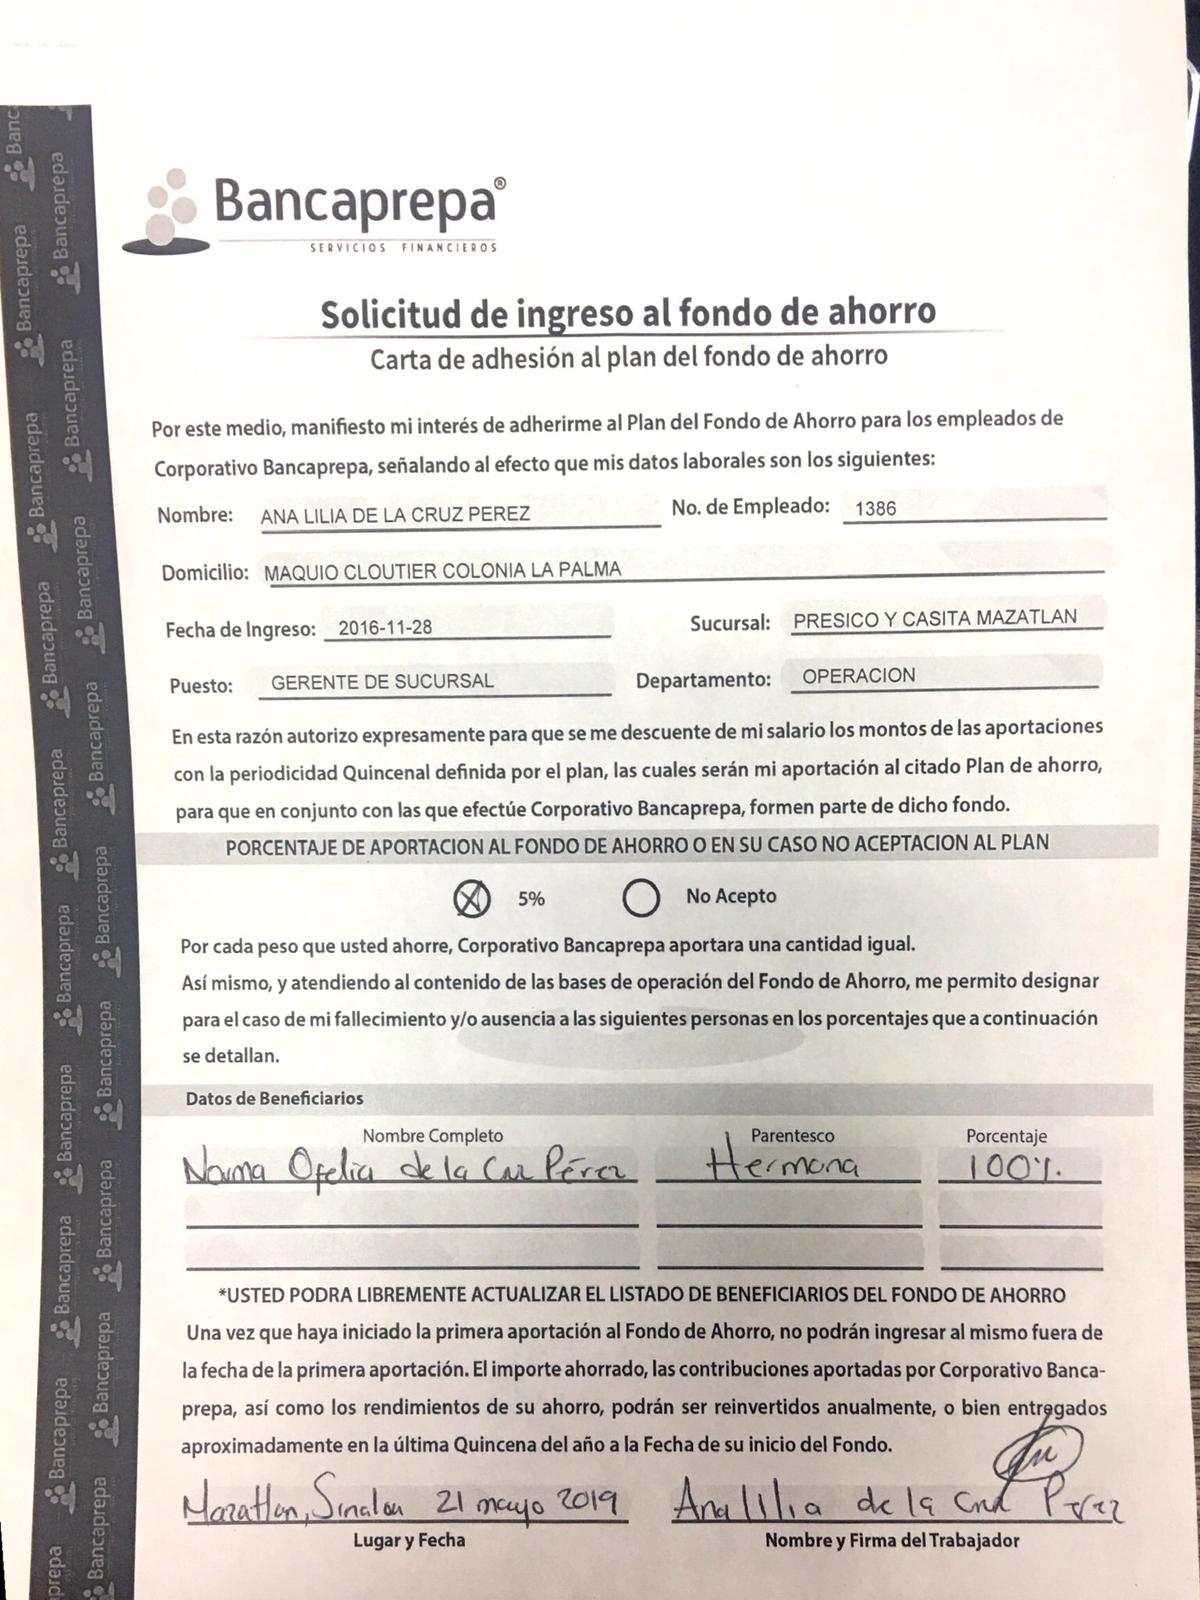 Bancaprepa®
SERVICIOS FINANCIEROS
Solicitud de ingreso al fondo de ahorro
Carta de adhesión al plan del fondo de ahorro
Por este medio, manifiesto mi interés de adherirme al Plan del Fondo de Ahorro para los empleados de
Corporativo Bancaprepa, señalando al efecto que mis datos laborales son los siguientes:
Nombre: ANA LILIA DE LA CRUZ PEREZ No. de Empleado: 1386
Domicilio: MAQUIO CLOUTIER COLONIA LA PALMA
Fecha de Ingreso: 2016-11-28 Sucursal: PRESICO Y CASITA MAZATLAN
Puesto: GERENTE DE SUCURSAL Departamento: OPERACION
En esta razón autorizo expresamente para que se me descuente de mi salario los montos de las aportaciones
con la periodicidad Quincenal definida por el plan, las cuales serán mi aportación al citado Plan de ahorro,
para que en conjunto con las que efectúe Corporativo Bancaprepa, formen parte de dicho fondo.
PORCENTAJE DE APORTACION AL FONDO DE AHORRO O EN SU CASO NO ACEPTACION AL PLAN
5% No Acepto
Por cada peso que usted ahorre, Corporativo Bancaprepa aportara una cantidad igual.
Así mismo, y atendiendo al contenido de las bases de operación del Fondo de Ahorro, me permito designar
para el caso de mi fallecimiento y/o ausencia a las siguientes personas en los porcentajes que a continuación
se detallan.
Datos de Beneficiarios
Nombre Completo Parentesco Porcentaje
Norma Ofelia de la Cruz Pérez Hermana 100%.
*USTED PODRA LIBREMENTE ACTUALIZAR EL LISTADO DE BENEFICIARIOS DEL FONDO DE AHORRO
Una vez que haya iniciado la primera aportación al Fondo de Ahorro, no podrán ingresar al mismo fuera de
la fecha de la primera aportación. El importe ahorrado, las contribuciones aportadas por Corporativo Banca-
prepa, así como los rendimientos de su ahorro, podrán ser reinvertidos anualmente, o bien entregados
aproximadamente en la última Quincena del año a la Fecha de su inicio del Fondo.
Mazatlan, Sinaloa 21 mayo 2019 Ana Lilia de la Cruz Perez
Lugar y Fecha Nombre y Firma del Trabajador